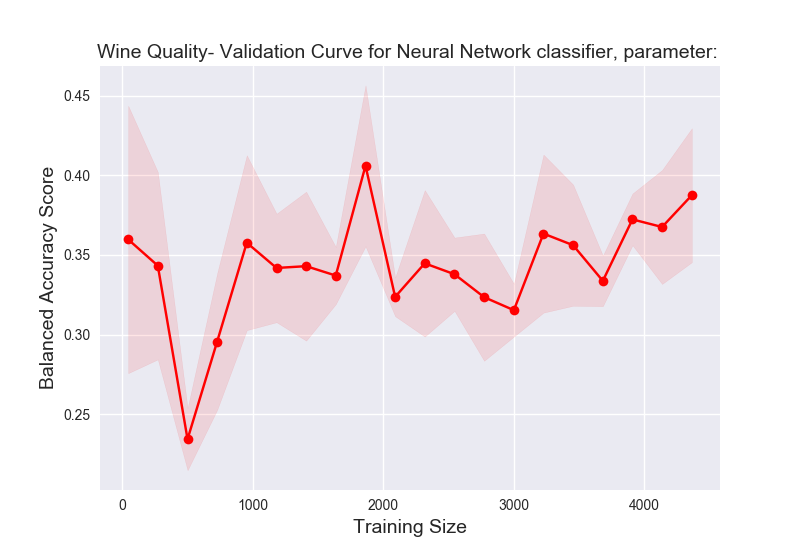 Wine Quality- Validation Curve for Neural Network classifier, parameter:
0.45
0.40
0.35
0.30
0.25
Balanced Accuracy Score
0 1000 2000 3000 4000
Training Size